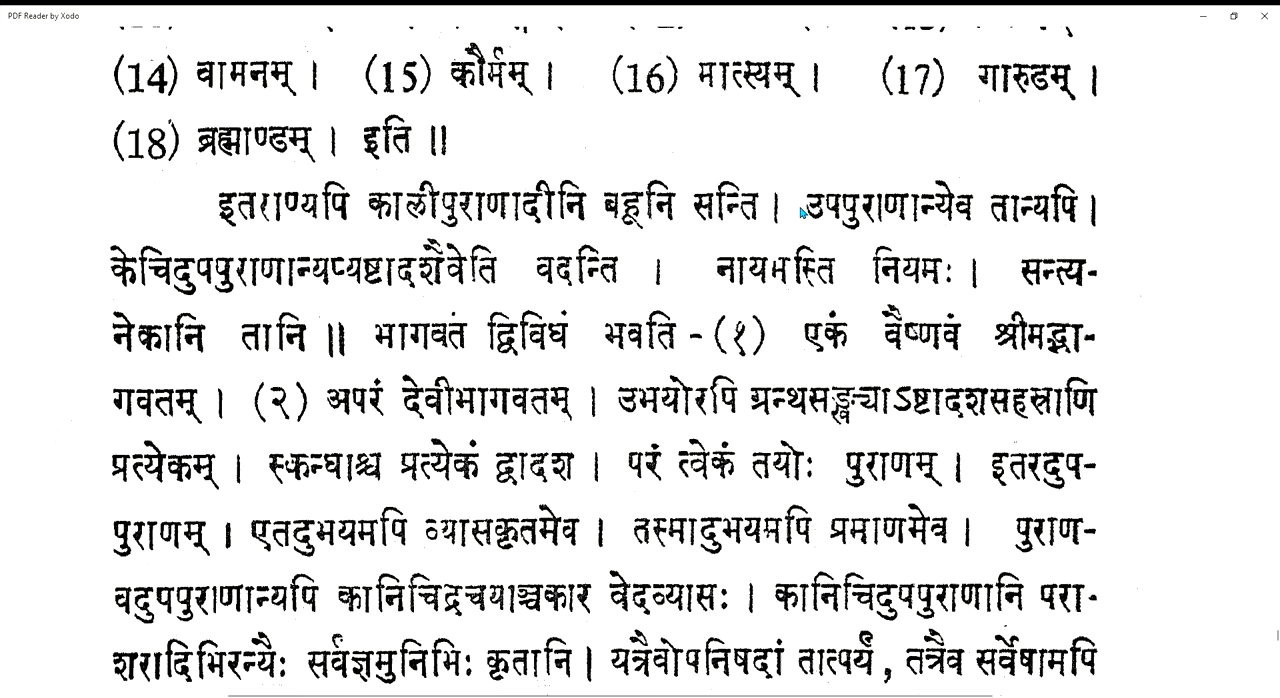 PDF Reader by Xodo
(14) वामनम् । (15) कौर्मम् । (16) मात्स्यम् । (17) गारुडम् ।
(18) ब्रह्माण्डम् । इति ॥
इतराण्यपि कालीपुराणादीनि बहूनि सन्ति । उपपुराणान्येव तान्यपि ।
केचिदुपपुराणान्यप्यष्टादशैवेति वदन्ति । नायमस्ति नियमः । सन्त्य-
नेकानि तानि ॥ भागवतं द्विविधं भवति - (१) एकं वैष्णवं श्रीमद्भा-
गवतम् । (२) अपरं देवीभागवतम् । उभयोरपि ग्रन्थसङ्ख्याऽष्टादशसहस्राणि
प्रत्येकम् । स्कन्धाश्च प्रत्येकं द्वादश । परं त्वेकं तयोः पुराणम् । इतरदुप-
पुराणम् । एतदुभयमपि व्यासकृतमेव । तस्मादुभयमपि प्रमाणमेव । पुराण-
वदुपपुराणान्यपि कानिचिद्रचयाञ्चकार वेदव्यासः । कानिचिदुपपुराणानि परा-
शरादिभिरन्यैः सर्वज्ञमुनिभिः कृतानि । यत्रैवोपनिषदां तात्पर्यं, तत्रैव सर्वेषामपि